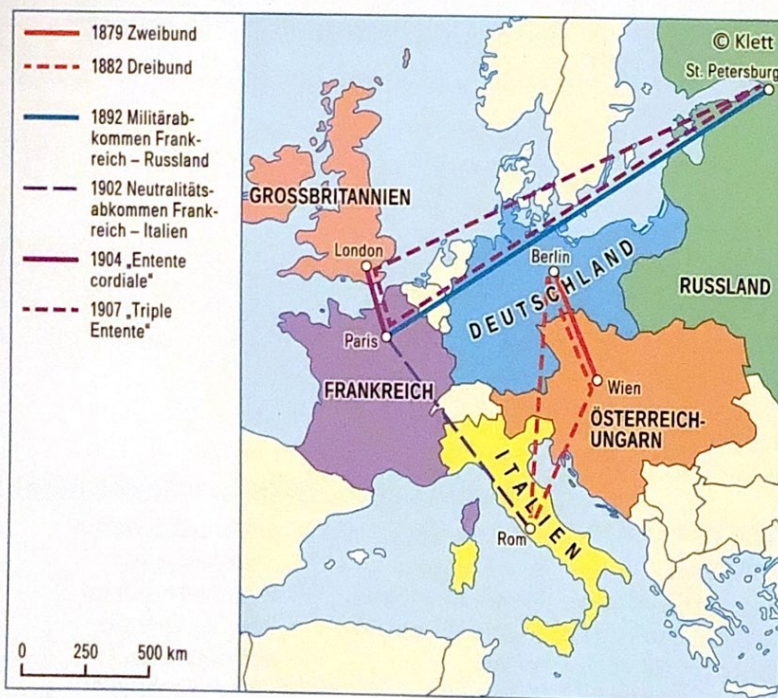 1879 Zweibund
1882 Dreibund
1892 Militärab-
kommen Frank-
reich – Russland
1902 Neutralitäts-
abkommen Frank-
reich – Italien
1904 „Entente
cordiale"
1907 „Triple
Entente"
0 250 500 km
© Klett
St. Petersburg
GROSSBRITANNIEN
London
Berlin
DEUTSCHLAND
RUSSLAND
Paris
FRANKREICH
Wien
ÖSTERREICH-
UNGARN
ITALIEN
Rom